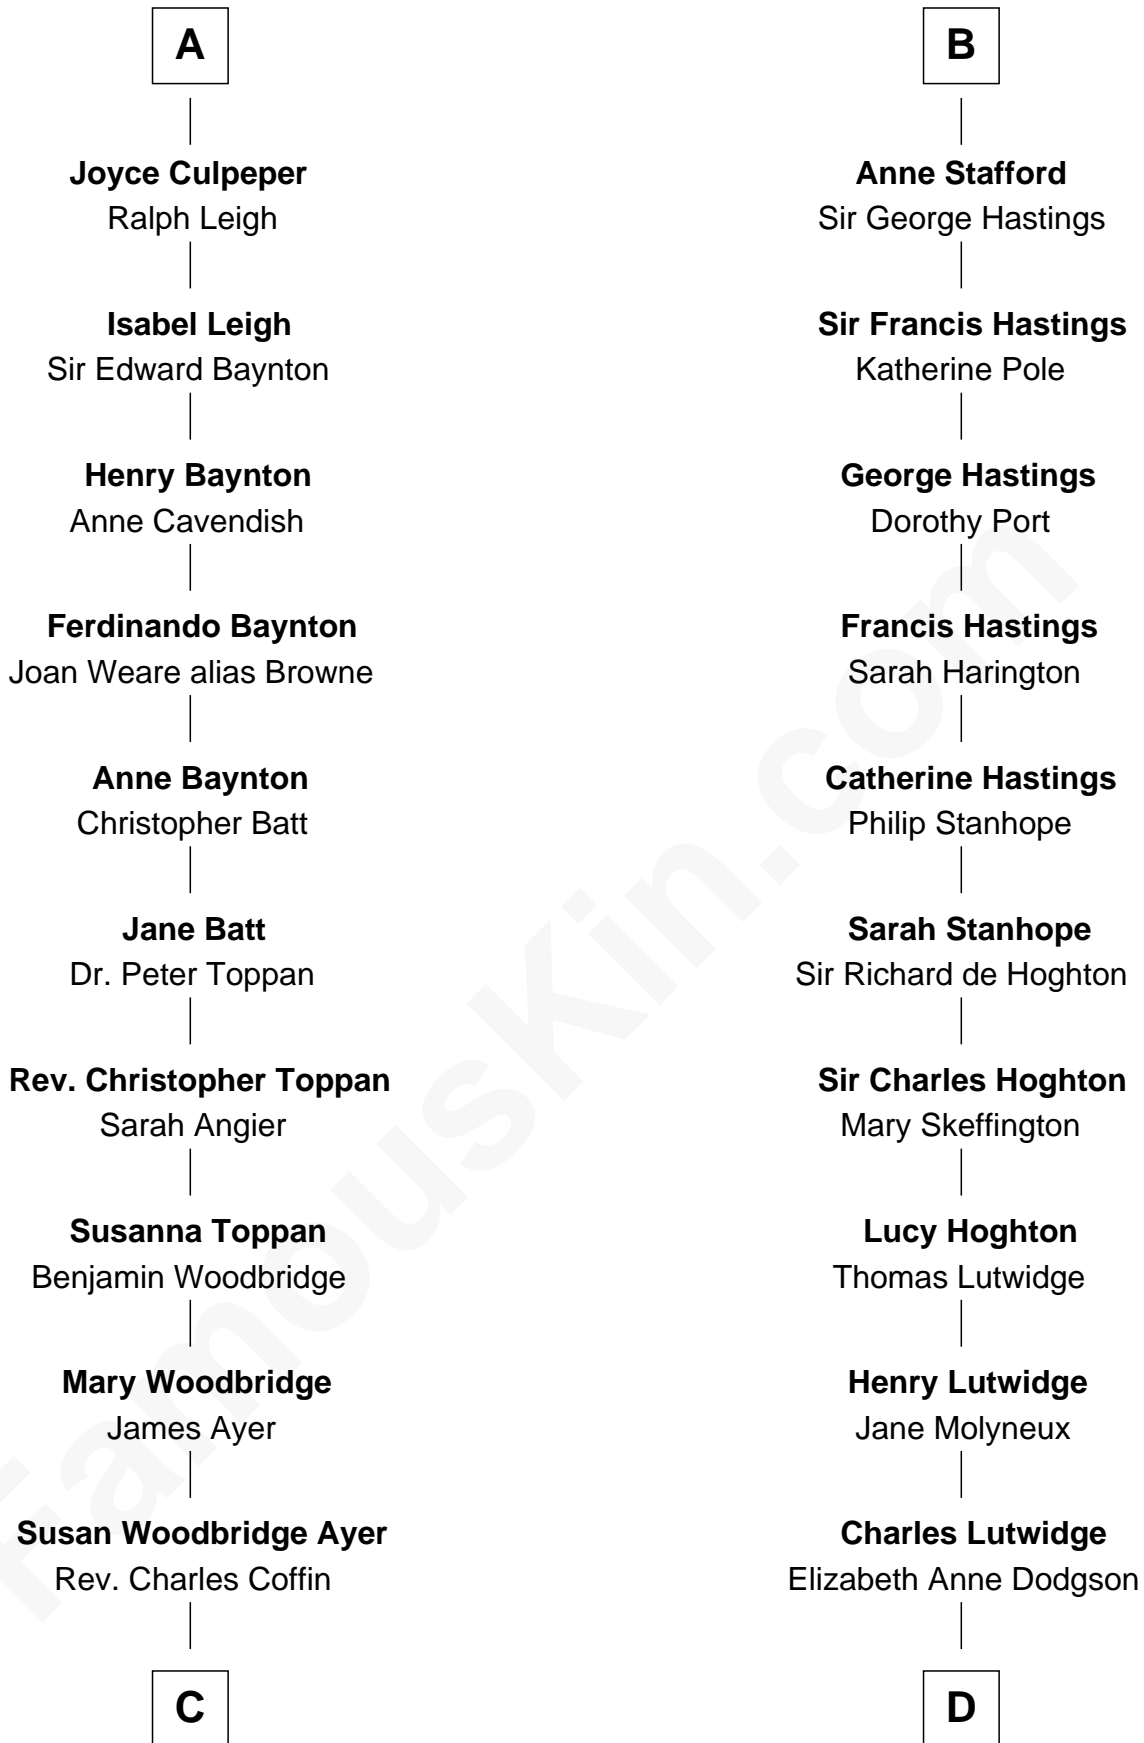 A
Joyce Culpeper
Ralph Leigh
Isabel Leigh
Sir Edward Baynton
Henry Baynton
Anne Cavendish
Ferdinando Baynton
Joan Weare alias Browne
Anne Baynton
Christopher Batt
Jane Batt
Dr. Peter Toppan
Rev. Christopher Toppan
Sarah Angier
Susanna Toppan
Benjamin Woodbridge
Mary Woodbridge
James Ayer
Susan Woodbridge Ayer
Rev. Charles Coffin
C
B
Anne Stafford
Sir George Hastings
Sir Francis Hastings
Katherine Pole
George Hastings
Dorothy Port
Francis Hastings
Sarah Harington
Catherine Hastings
Philip Stanhope
Sarah Stanhope
Sir Richard de Hoghton
Sir Charles Hoghton
Mary Skeffington
Lucy Hoghton
Thomas Lutwidge
Henry Lutwidge
Jane Molyneux
Charles Lutwidge
Elizabeth Anne Dodgson
D
FamousKin.com